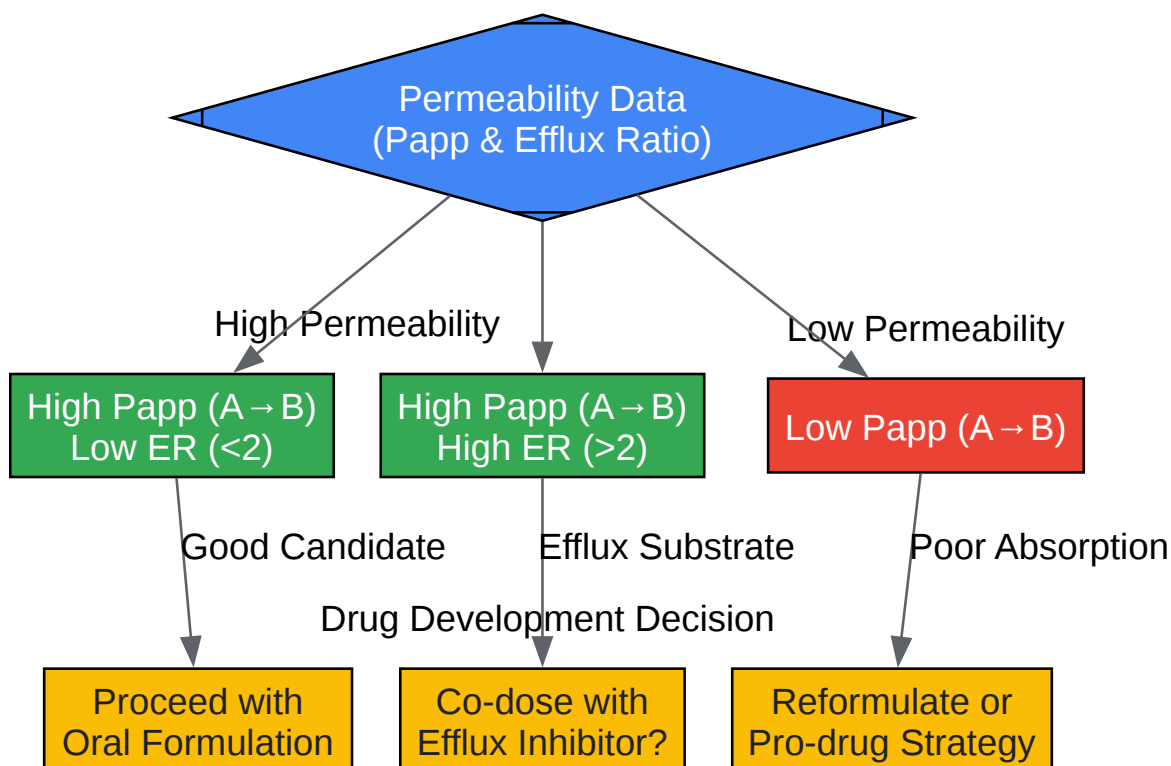 Permeability Data
(Papp & Efflux Ratio)
High Permeability
Low Permeability
High Papp (A→B)
Low ER (<2)
High Papp (A→B)
High ER (>2)
Low Papp (A→B)
Good Candidate
Efflux Substrate
Poor Absorption
Drug Development Decision
Proceed with
Oral Formulation
Co-dose with
Efflux Inhibitor?
Reformulate or
Pro-drug Strategy